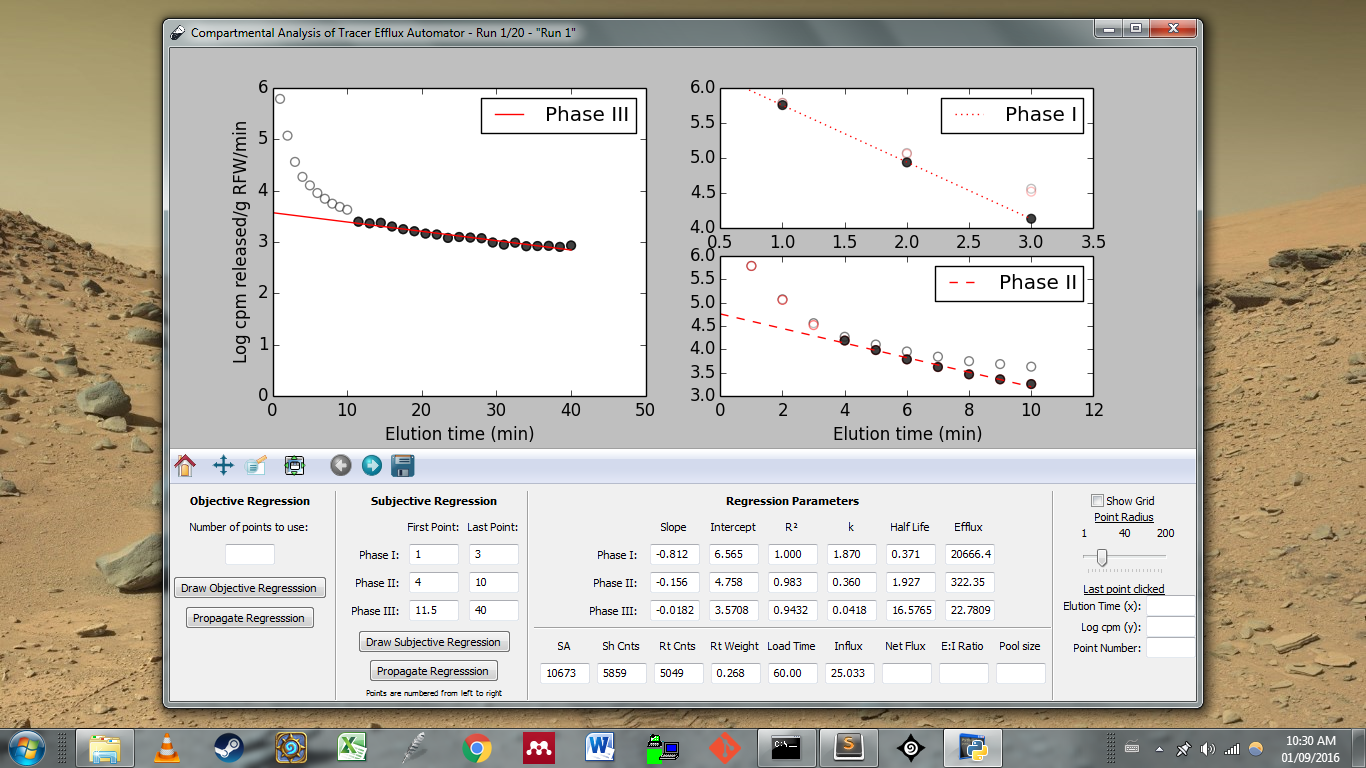 Compartmental Analysis of Tracer Efflux Automator - Run 1/20 - "Run 1"
Log cpm released/g RFW/min
6
5
4
3
2
1
0
0 10 20 30 40 50
Elution time (min)
Phase III
6.0
5.5
5.0
4.5
4.0
0.5 1.0 1.5 2.0 2.5 3.0 3.5
Phase I
6.0
5.5
5.0
4.5
4.0
3.5
3.0
0 2 4 6 8 10 12
Elution time (min)
Phase II
Objective Regression
Number of points to use:
Draw Objective Regresssion
Propagate Regresssion
Subjective Regression
First Point: Last Point:
Phase I: 1 3
Phase II: 4 10
Phase III: 11.5 40
Draw Subjective Regression
Propagate Regresssion
Points are numbered from left to right
Regression Parameters
Slope Intercept R² k Half Life Efflux
Phase I: -0.812 6.565 1.000 1.870 0.371 20666.4
Phase II: -0.156 4.758 0.983 0.360 1.927 322.35
Phase III: -0.0182 3.5708 0.9432 0.0418 16.5765 22.7809
SA Sh Cnts Rt Cnts Rt Weight Load Time Influx Net Flux E:I Ratio Pool size
10673 5859 5049 0.268 60.00 25.033
Show Grid
Point Radius
1 40 200
Last point clicked
Elution Time (x):
Log cpm (y):
Point Number:
10:30 AM
01/09/2016